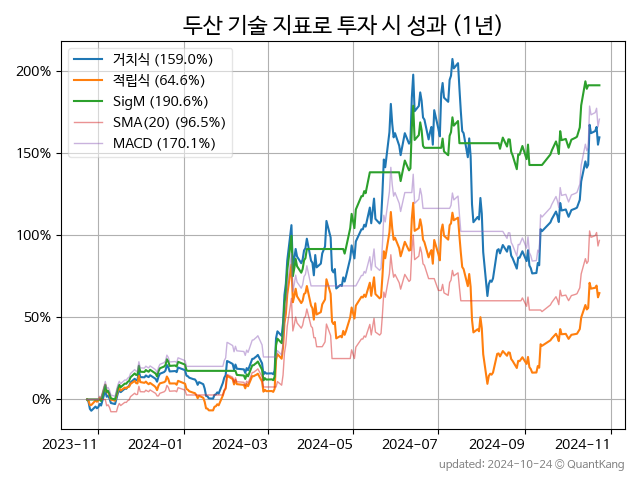 두산 기술 지표로 투자 시 성과 (1년)
거치식 (159.0%)
적립식 (64.6%)
SigM (190.6%)
SMA(20) (96.5%)
MACD (170.1%)
200%
150%
100%
50%
0%
2023-11 2024-01 2024-03 2024-05 2024-07 2024-09 2024-11
updated: 2024-10-24 © QuantKang